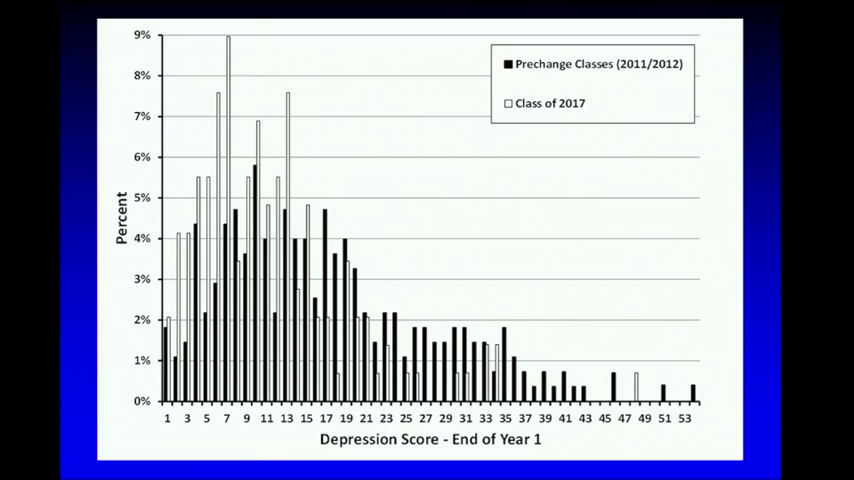 9%
8%
7%
6%
5%
4%
3%
2%
1%
0%
Percent
Prechange Classes (2011/2012)
Class of 2017
1 3 5 7 9 11 13 15 17 19 21 23 25 27 29 31 33 35 37 39 41 43 45 47 49 51 53
Depression Score - End of Year 1